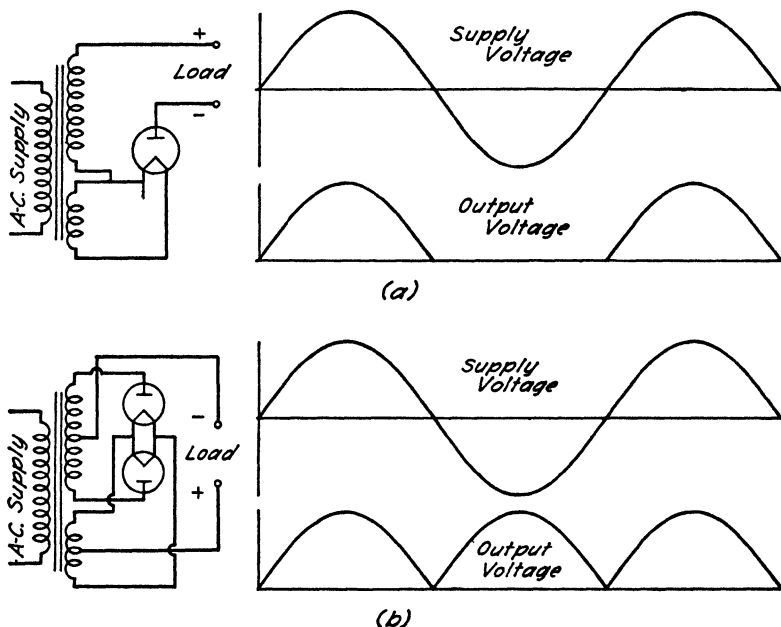 +
Load
-
A-C. Supply
Supply
Voltage
Output
Voltage
(a)
-
Load
+
A-C. Supply
Supply
Voltage
Output
Voltage
(b)